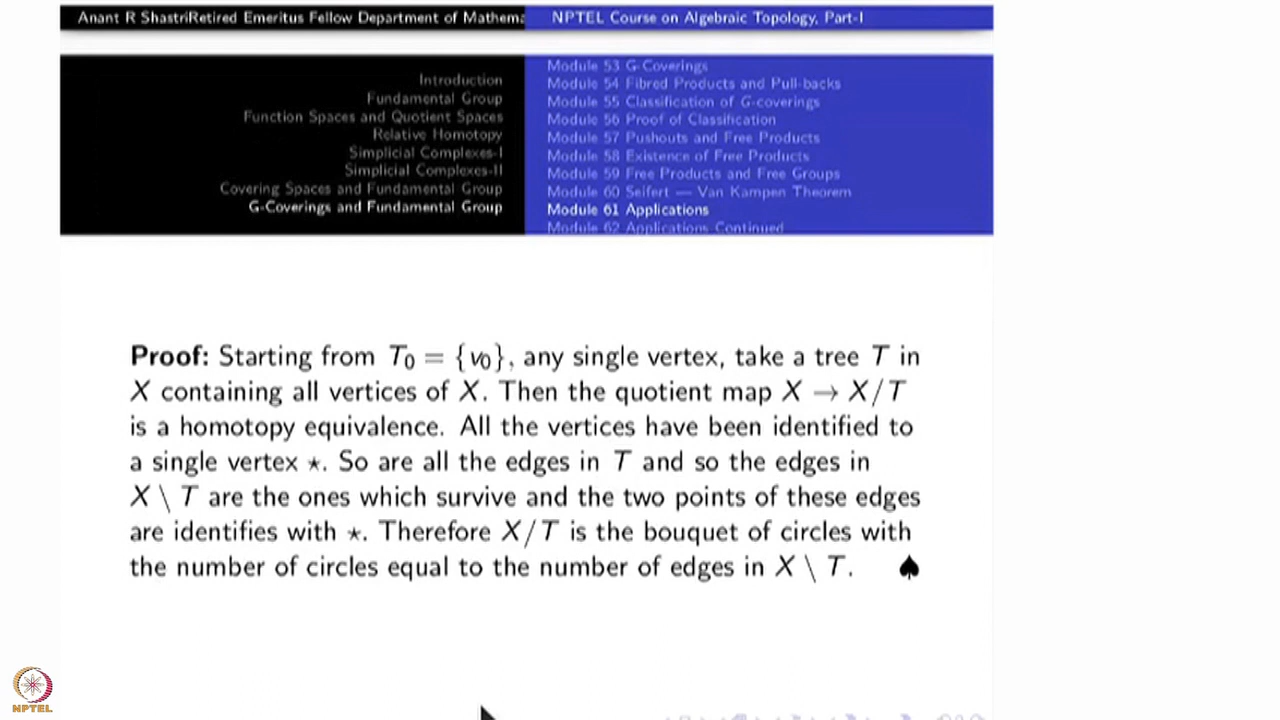 Anant R ShastriRetired Emeritus Fellow Department of Mathema
NPTEL Course on Algebraic Topology, Part-I
Introduction
Fundamental Group
Function Spaces and Quotient Spaces
Relative Homotopy
Simplicial Complexes-I
Simplicial Complexes-II
Covering Spaces and Fundamental Group
G-Coverings and Fundamental Group
Module 53 G-Coverings
Module 54 Fibred Products and Pull-backs
Module 55 Classification of G-coverings
Module 56 Proof of Classification
Module 57 Pushouts and Free Products
Module 58 Existence of Free Products
Module 59 Free Products and Free Groups
Module 60 Seifert — Van Kampen Theorem
Module 61 Applications
Module 62 Applications Continued
Proof: Starting from T₀ = {v₀}, any single vertex, take a tree T in
X containing all vertices of X. Then the quotient map X → X/T
is a homotopy equivalence. All the vertices have been identified to
a single vertex ⋆. So are all the edges in T and so the edges in
X \ T are the ones which survive and the two points of these edges
are identifies with ⋆. Therefore X/T is the bouquet of circles with
the number of circles equal to the number of edges in X \ T. ♠
NPTEL